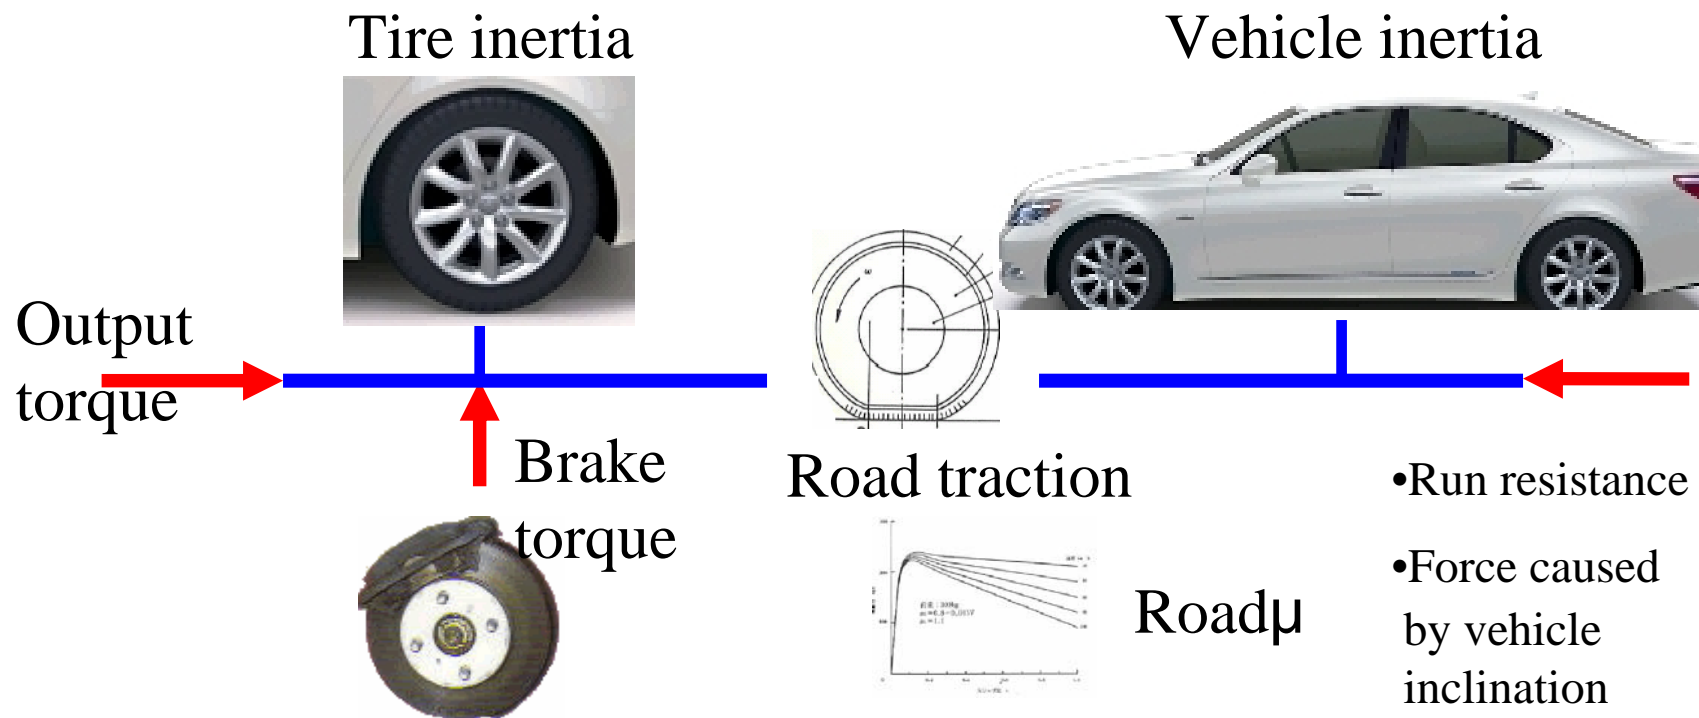 Tire inertia
Vehicle inertia
Output
torque
Brake
torque
Road traction
Roadμ
•Run resistance
•Force caused
by vehicle
inclination
ω